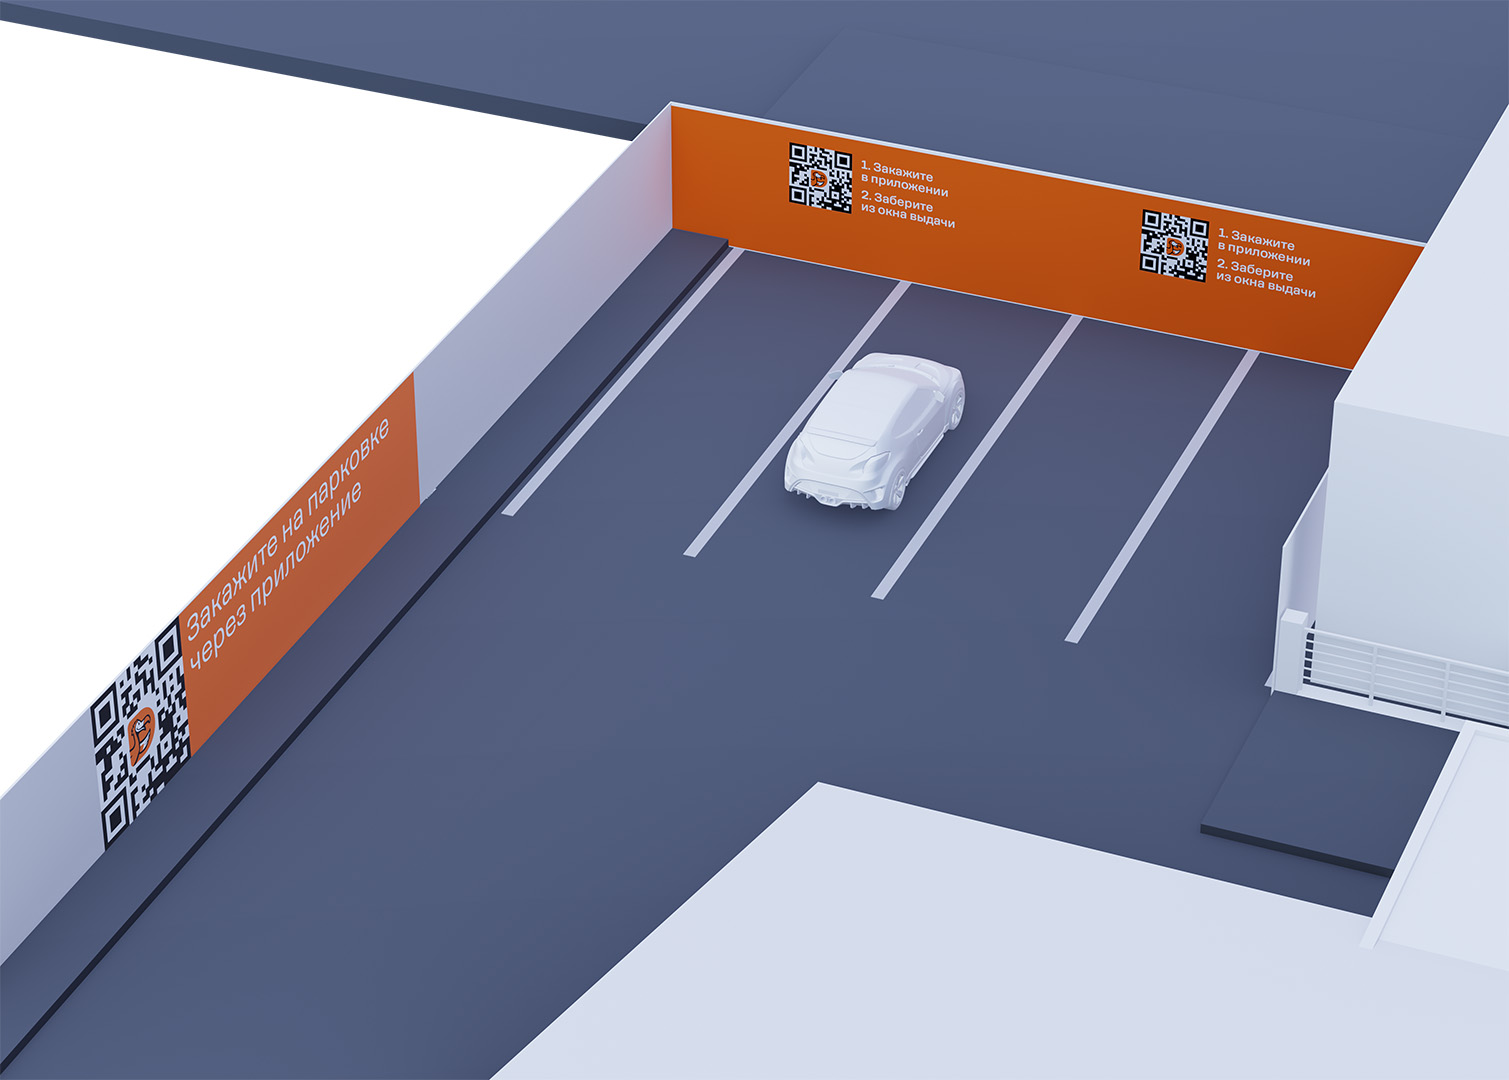 1. Закажите
в приложении
2. Заберите
из окна выдачи
1. Закажите
в приложении
2. Заберите
из окна выдачи
Закажите на парковке
через приложение